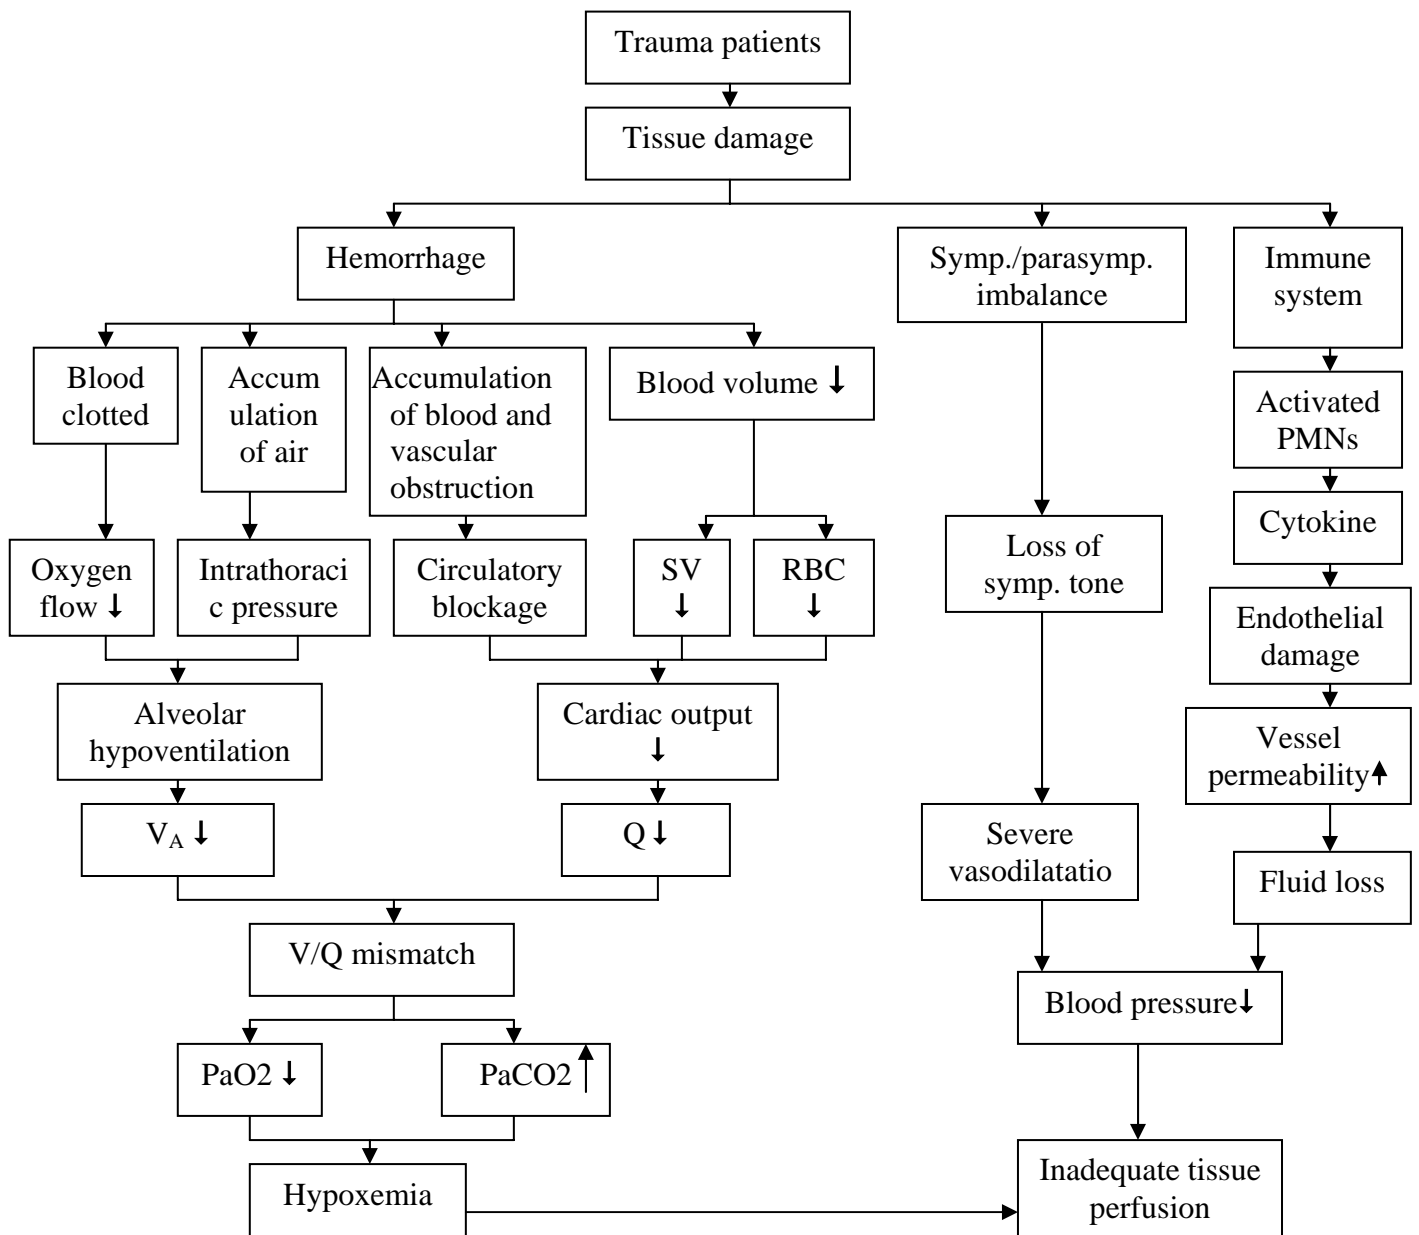 Trauma patients
Tissue damage
Hemorrhage
Symp./parasymp.
imbalance
Immune
system
Blood
clotted
Accum
ulation
of air
Accumulation
of blood and
vascular
obstruction
Blood volume ↓
Activated
PMNs
Oxygen
flow ↓
Intrathoraci
c pressure
Circulatory
blockage
SV
↓
RBC
↓
Loss of
symp. tone
Cytokine
Endothelial
damage
Alveolar
hypoventilation
Cardiac output
↓
Vessel
permeability↑
VA ↓
Q ↓
Severe
vasodilatatio
Fluid loss
V/Q mismatch
Blood pressure↓
PaO2 ↓
PaCO2 ↑
Hypoxemia
Inadequate tissue
perfusion